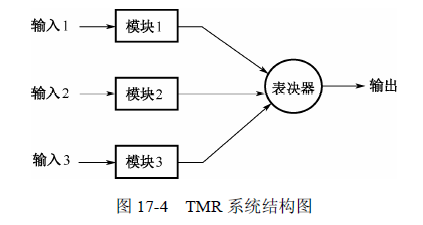 输入1 模块1
输入2 模块2 表决器 输出
输入3 模块3
图 17-4 TMR 系统结构图